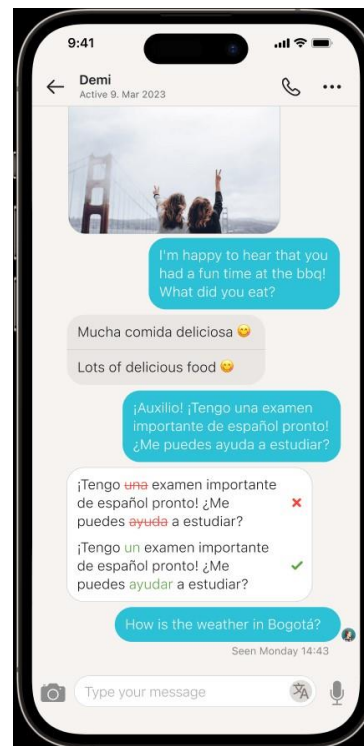 9:41
Demi
Active 9. Mar 2023
I'm happy to hear that you
had a fun time at the bbq!
What did you eat?
Mucha comida deliciosa 😋
Lots of delicious food 😋
¡Auxilio! ¡Tengo una examen
importante de español pronto!
¿Me puedes ayuda a estudiar?
¡Tengo una examen importante
de español pronto! ¿Me
puedes ayuda a estudiar?
¡Tengo un examen importante
de español pronto! ¿Me
puedes ayudar a estudiar?
How is the weather in Bogotá?
Seen Monday 14:43
Type your message
文A